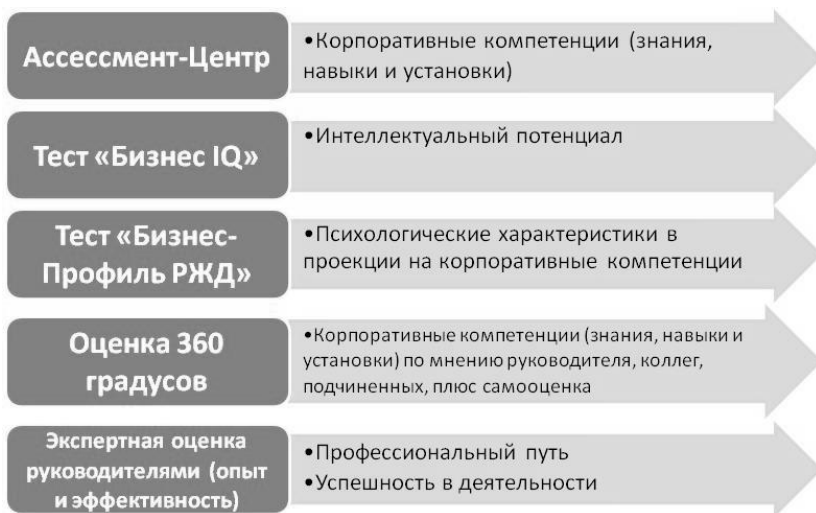 Ассессмент-Центр
•Корпоративные компетенции (знания,
навыки и установки)
Тест «Бизнес IQ»
•Интеллектуальный потенциал
Тест «Бизнес-
Профиль РЖД»
•Психологические характеристики в
проекции на корпоративные компетенции
Оценка 360
градусов
•Корпоративные компетенции (знания, навыки и
установки) по мнению руководителя, коллег,
подчиненных, плюс самооценка
Экспертная оценка
руководителями (опыт
и эффективность)
•Профессиональный путь
•Успешность в деятельности